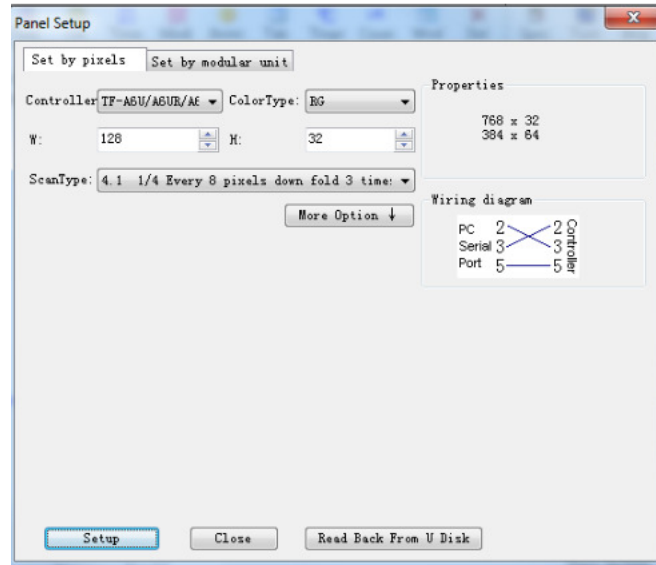 Panel Setup
Set by pixels
Set by modular unit
Controller TF-A6U/A6UR/A6 ColorType: RG
W: 128 H: 32
ScanType: 4.1 1/4 Every 8 pixels down fold 3 time:
More Option ↓
Properties
768 x 32
384 x 64
Wiring diagram
PC 2 2
Serial 3 3
Port 5 5
Controller
Setup
Close
Read Back From U Disk